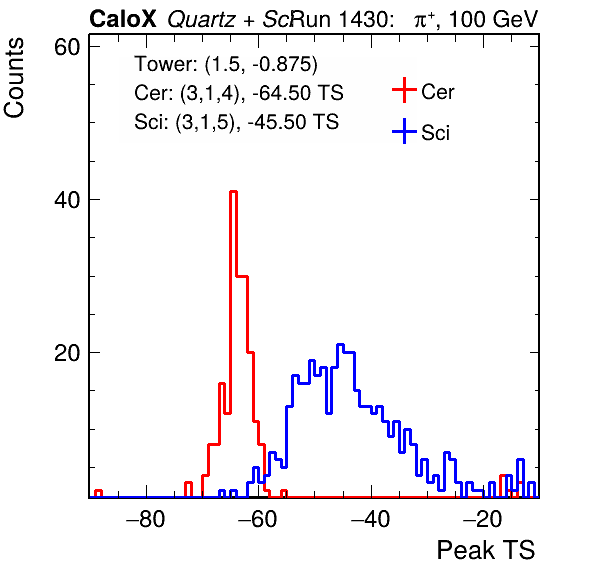 CaloX Quartz + ScRun 1430: π+, 100 GeV
Counts
60
40
20
Tower: (1.5, -0.875)
Cer: (3,1,4), -64.50 TS
Sci: (3,1,5), -45.50 TS
Cer
Sci
−80 −60 −40 −20
Peak TS